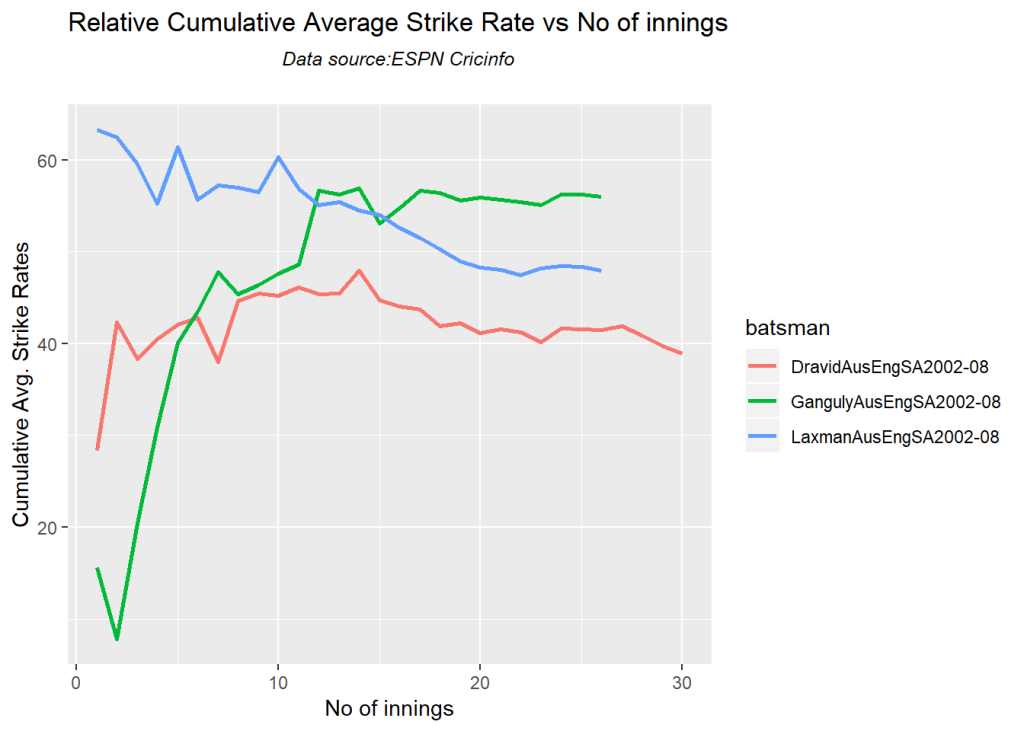 Relative Cumulative Average Strike Rate vs No of innings
Data source:ESPN Cricinfo
Cumulative Avg. Strike Rates
60
40
20
0
10
20
30
No of innings
batsman
DravidAusEngSA2002-08
GangulyAusEngSA2002-08
LaxmanAusEngSA2002-08